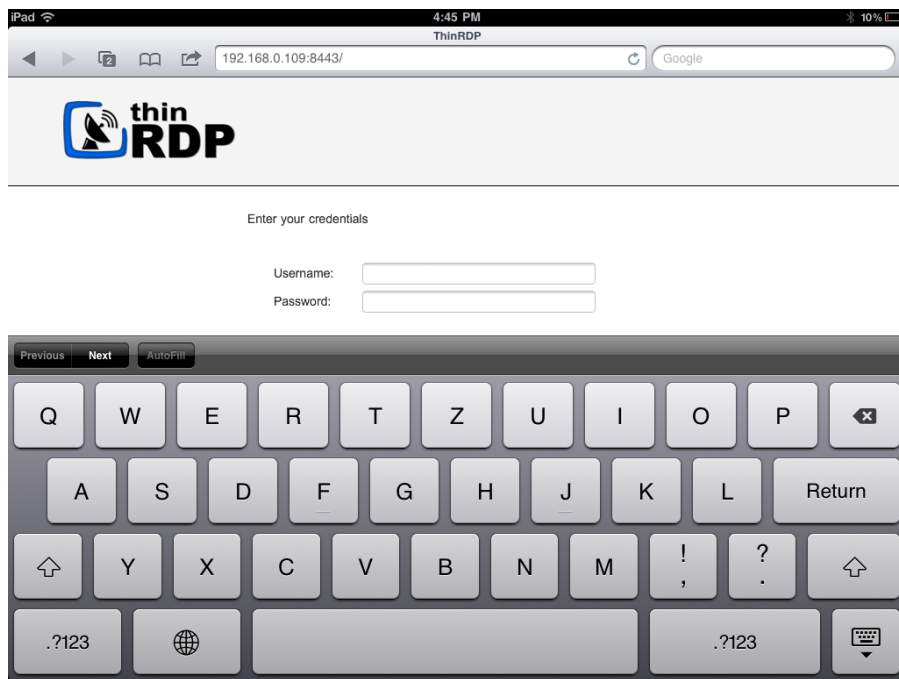 iPad 4:45 PM 10%
ThinRDP
2 192.168.0.109:8443/ Google
thin
RDP
Enter your credentials
Username:
Password:
Previous Next AutoFill
Q W E R T Z U I O P
A S D F G H J K L Return
Y X C V B N M ! ?
, .
.?123 .?123